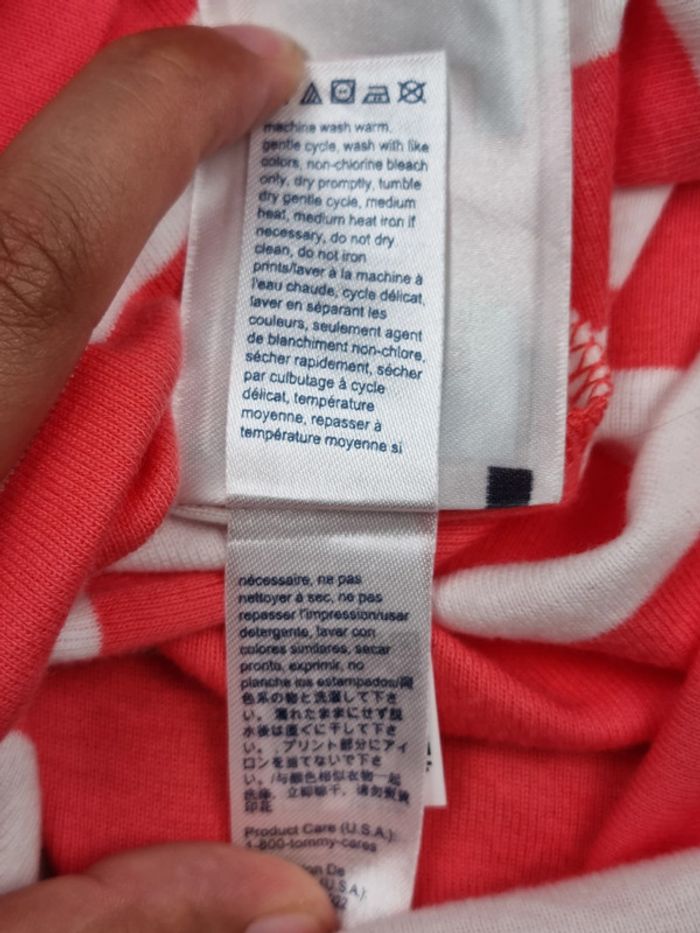 machine wash warm,
gentle cycle, wash with like
colors, non-chlorine bleach
only, dry promptly, tumble
dry gentle cycle, medium
heat, medium heat iron if
necessary, do not dry
clean, do not iron
prints/laver à la machine à
l'eau chaude, cycle délicat,
laver en séparant les
couleurs, seulement agent
de blanchiment non-chlore,
sécher rapidement, sécher
par culbutage à cycle
délicat, température
moyenne, repasser à
température moyenne si
nécessaire, ne pas
nettoyer à sec, ne pas
repasser l'impression/usar
detergente, lavar con
colores similares, secar
pronto, exprimir, no
planche los estampados/同
色系の物と洗濯して下さ
い。 濡れたままにせず脱
水後は直ぐに干して下さ
い。 . プリント部分にアイ
ロンを当てないで下さ
い。/与颜色相似衣物一起
洗涤, 立即晾干, 请勿熨烫
印花
Product Care (U.S.A.):
1-800-tommy-cares
on De
(U.S.A.):